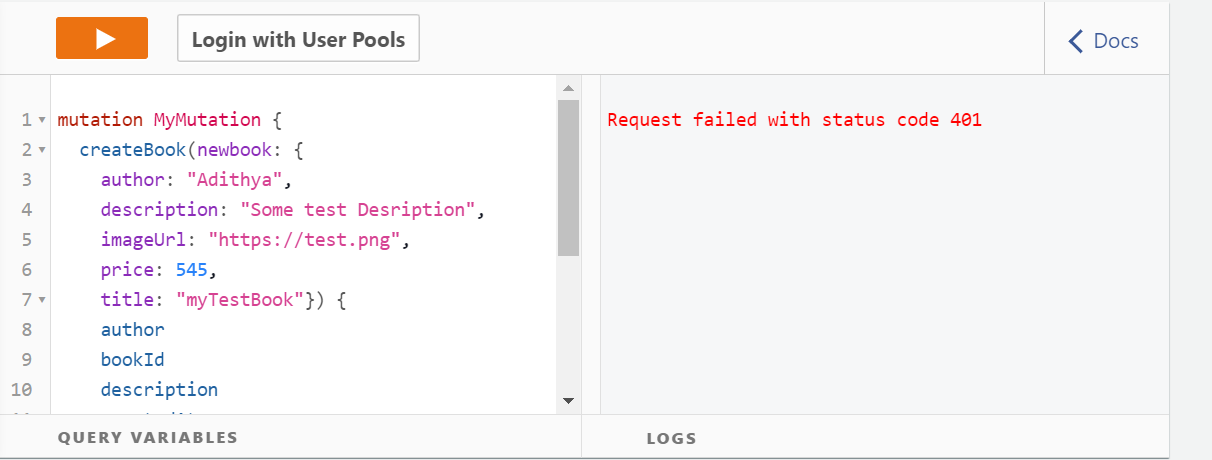 Login with User Pools
Docs
1 mutation MyMutation {
2 createBook(newbook: {
3 author: "Adithya",
4 description: "Some test Desription",
5 imageUrl: "https://test.png",
6 price: 545,
7 title: "myTestBook"}) {
8 author
9 bookId
10 description
Request failed with status code 401
QUERY VARIABLES
LOGS